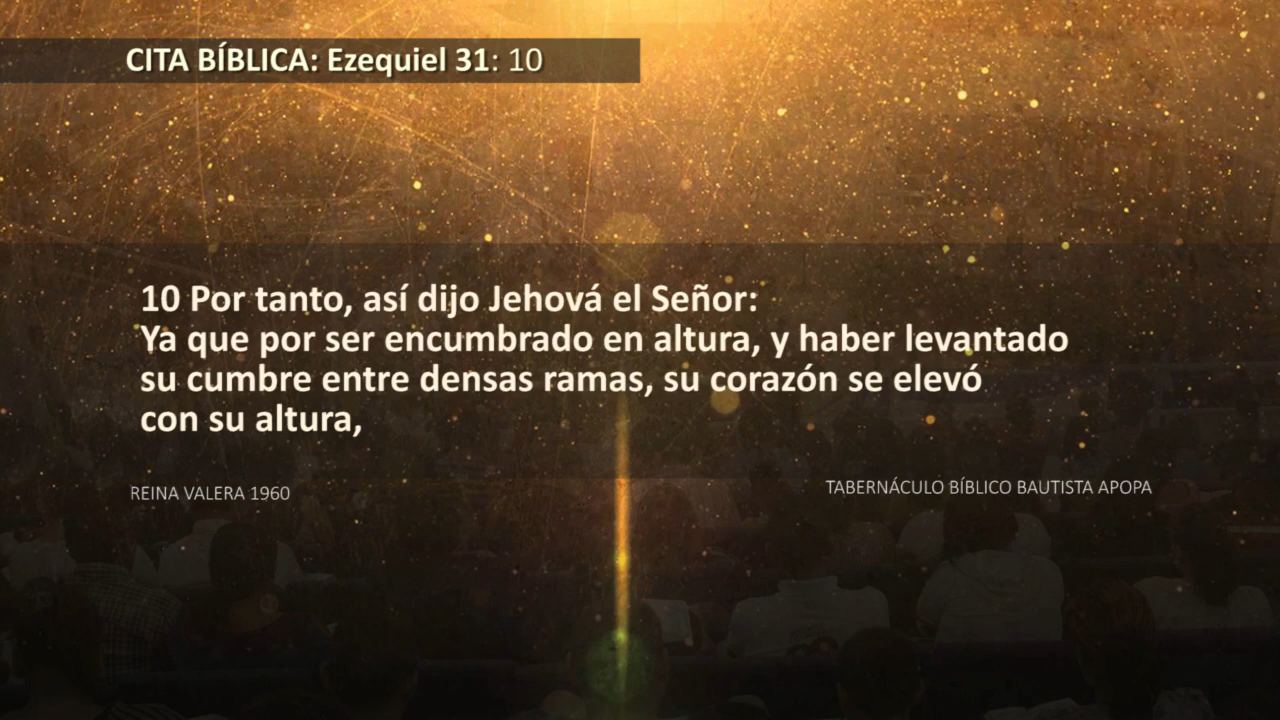 CITA BÍBLICA: Ezequiel 31: 10
10 Por tanto, así dijo Jehová el Señor:
Ya que por ser encumbrado en altura, y haber levantado
su cumbre entre densas ramas, su corazón se elevó
con su altura,
REINA VALERA 1960
TABERNÁCULO BÍBLICO BAUTISTA APOPA